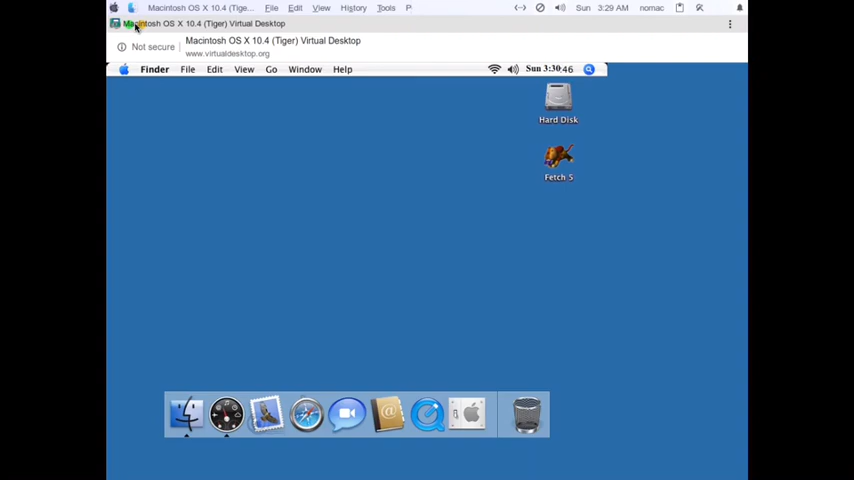 Macintosh OS X 10.4 (Tige... File Edit View History Tools P Sun 3:29 AM nomac
Macintosh OS X 10.4 (Tiger) Virtual Desktop
Not secure Macintosh OS X 10.4 (Tiger) Virtual Desktop
www.virtualdesktop.org
Finder File Edit View Go Window Help Sun 3:30:46
Hard Disk
Fetch 5